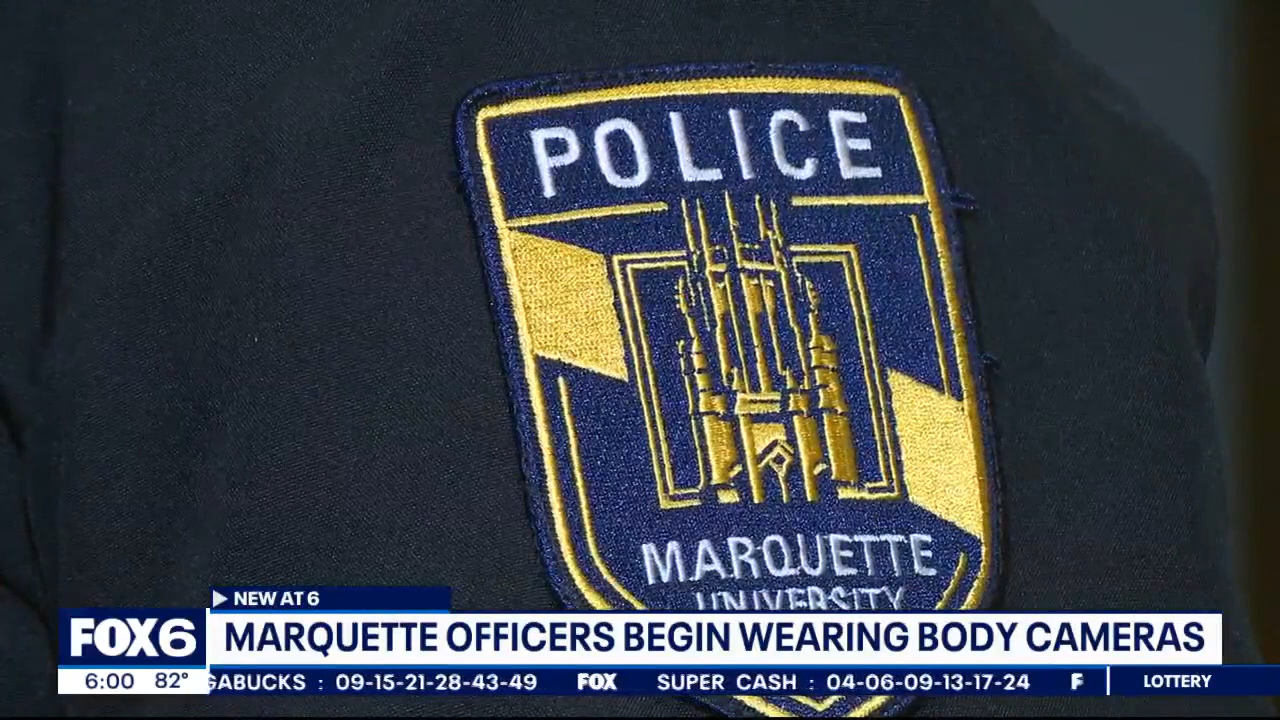 POLICE
MARQUETTE
UNIVERSITY
NEW AT 6
FOX6
MARQUETTE OFFICERS BEGIN WEARING BODY CAMERAS
6:00 82° GABUCKS : 09-15-21-28-43-49 FOX SUPER CASH : 04-06-09-13-17-24 F LOTTERY